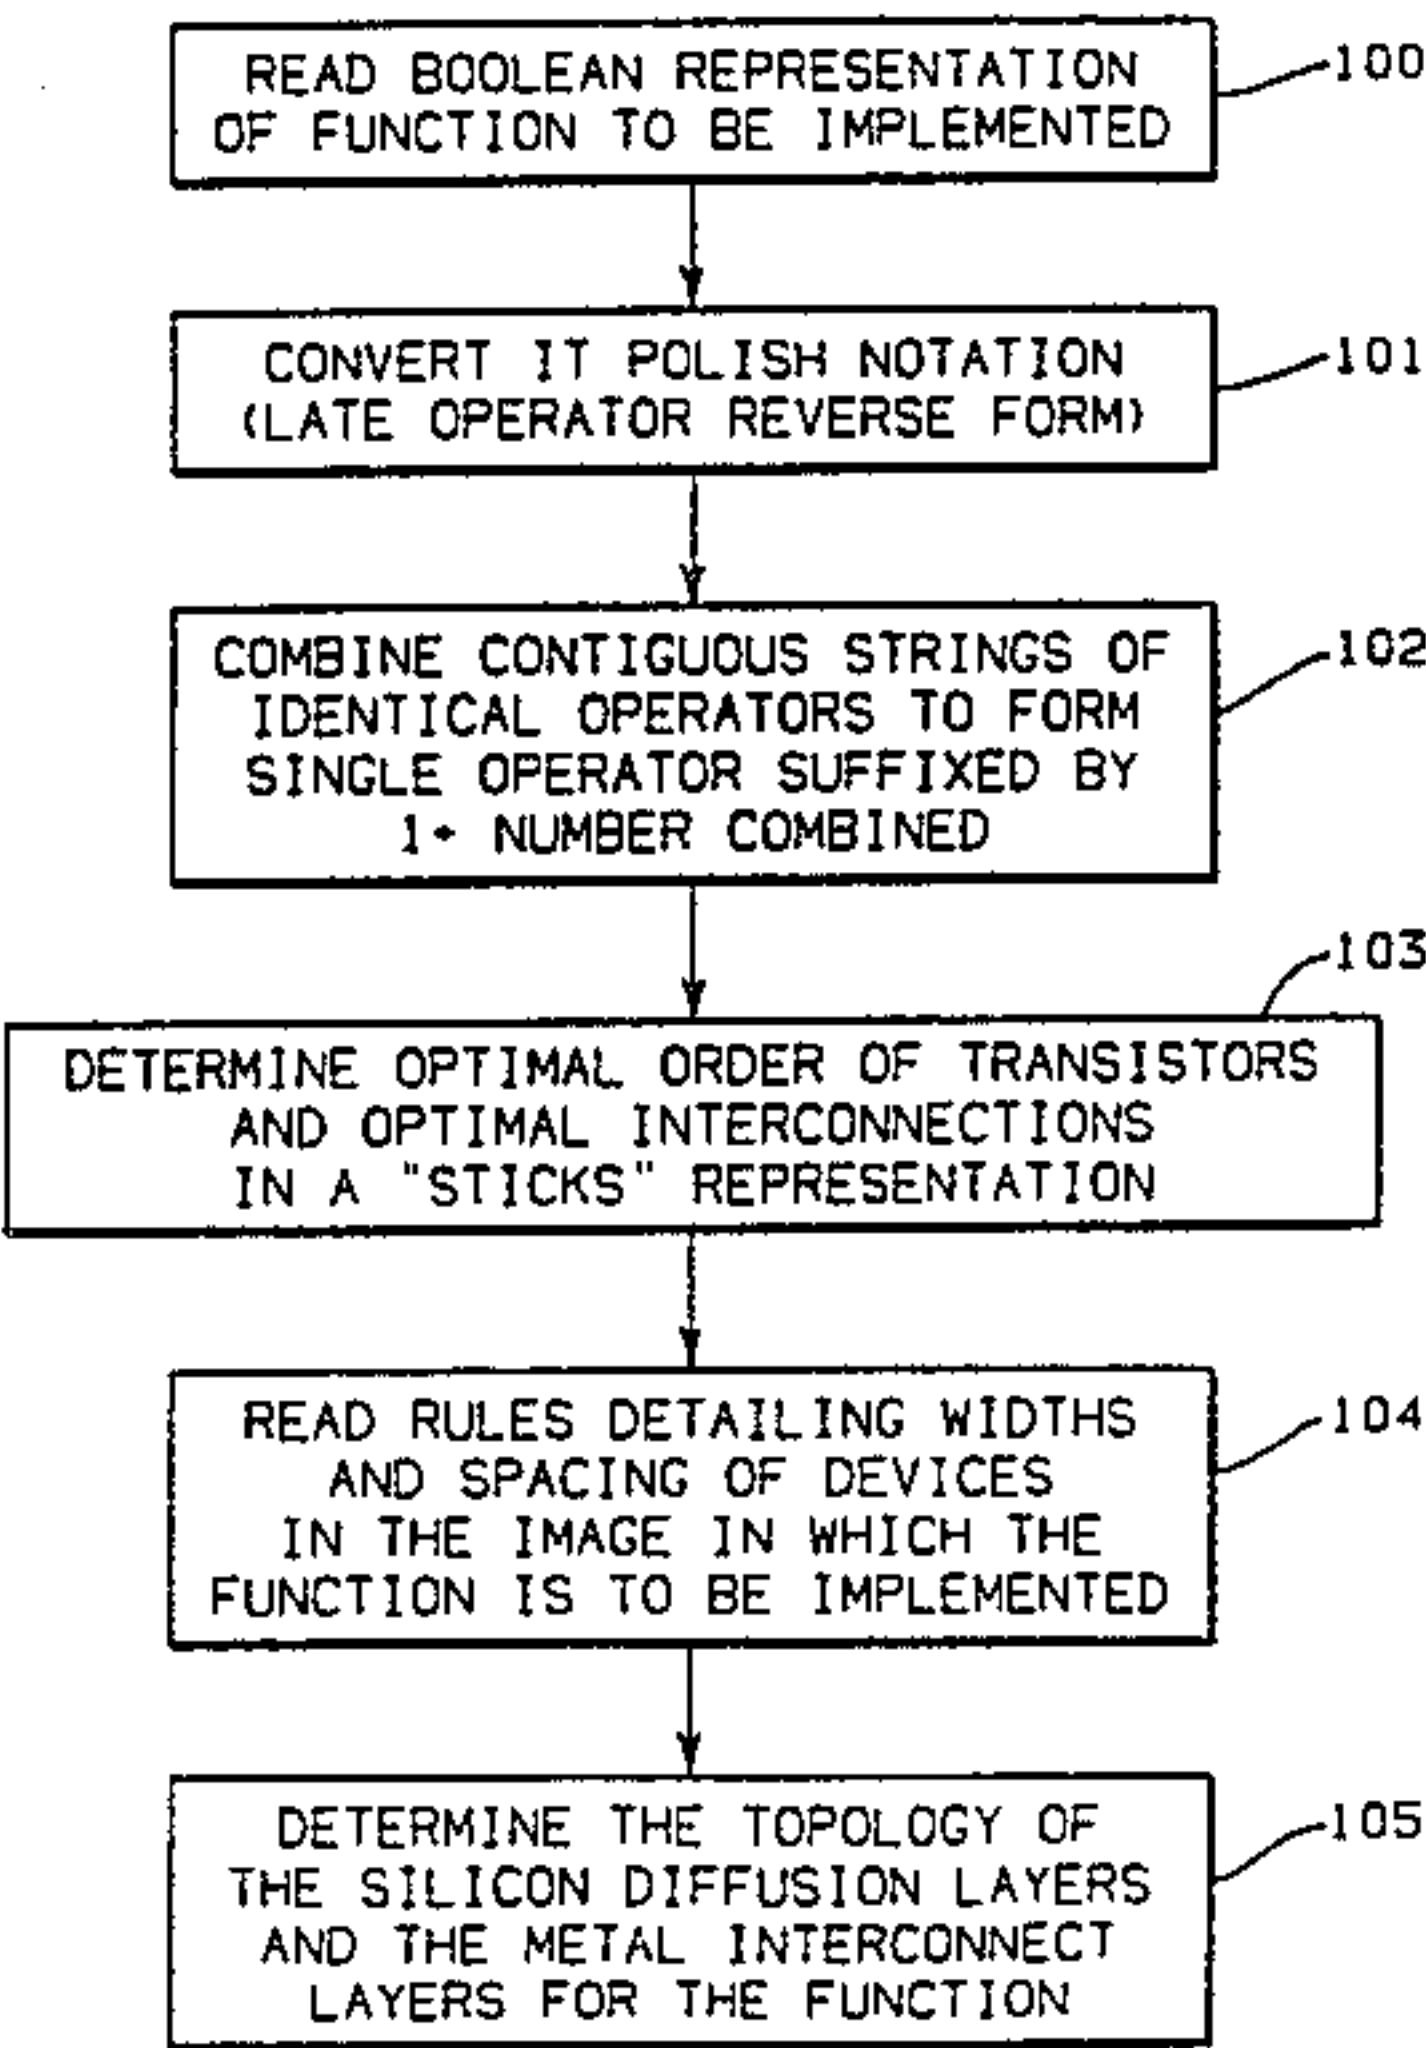 READ BOOLEAN REPRESENTATION
OF FUNCTION TO BE IMPLEMENTED
100
CONVERT IT POLISH NOTATION
(LATE OPERATOR REVERSE FORM)
101
COMBINE CONTIGUOUS STRINGS OF
IDENTICAL OPERATORS TO FORM
SINGLE OPERATOR SUFFIXED BY
1+ NUMBER COMBINED
102
103
DETERMINE OPTIMAL ORDER OF TRANSISTORS
AND OPTIMAL INTERCONNECTIONS
IN A "STICKS" REPRESENTATION
READ RULES DETAILING WIDTHS
AND SPACING OF DEVICES
IN THE IMAGE IN WHICH THE
FUNCTION IS TO BE IMPLEMENTED
104
DETERMINE THE TOPOLOGY OF
THE SILICON DIFFUSION LAYERS
AND THE METAL INTERCONNECT
LAYERS FOR THE FUNCTION
105